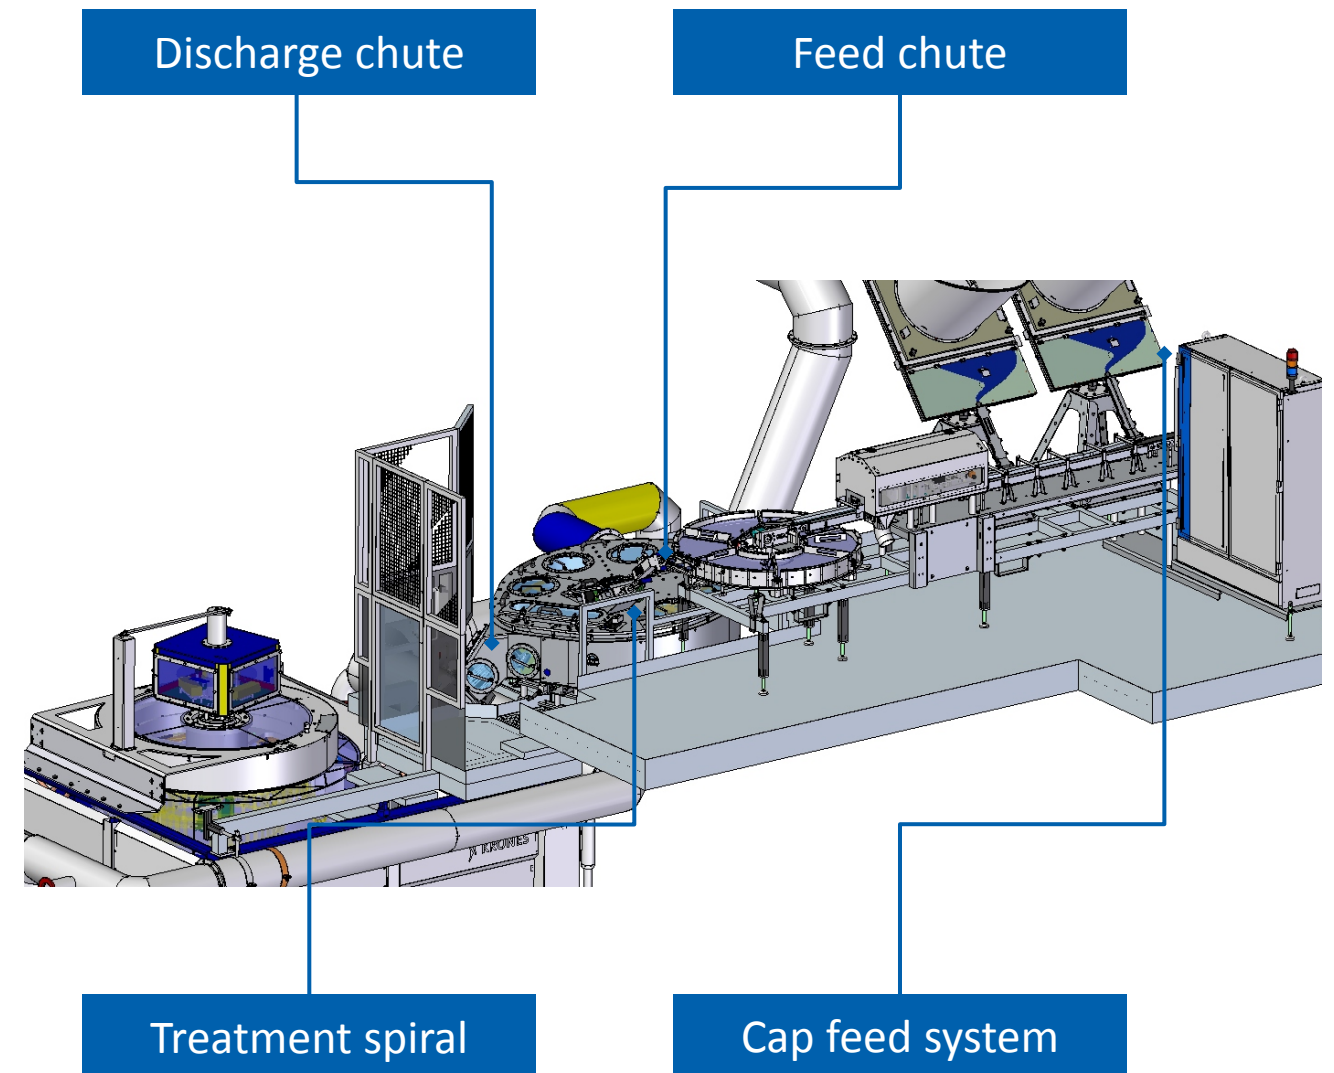 Discharge chute
Feed chute
KRONES
Treatment spiral
Cap feed system